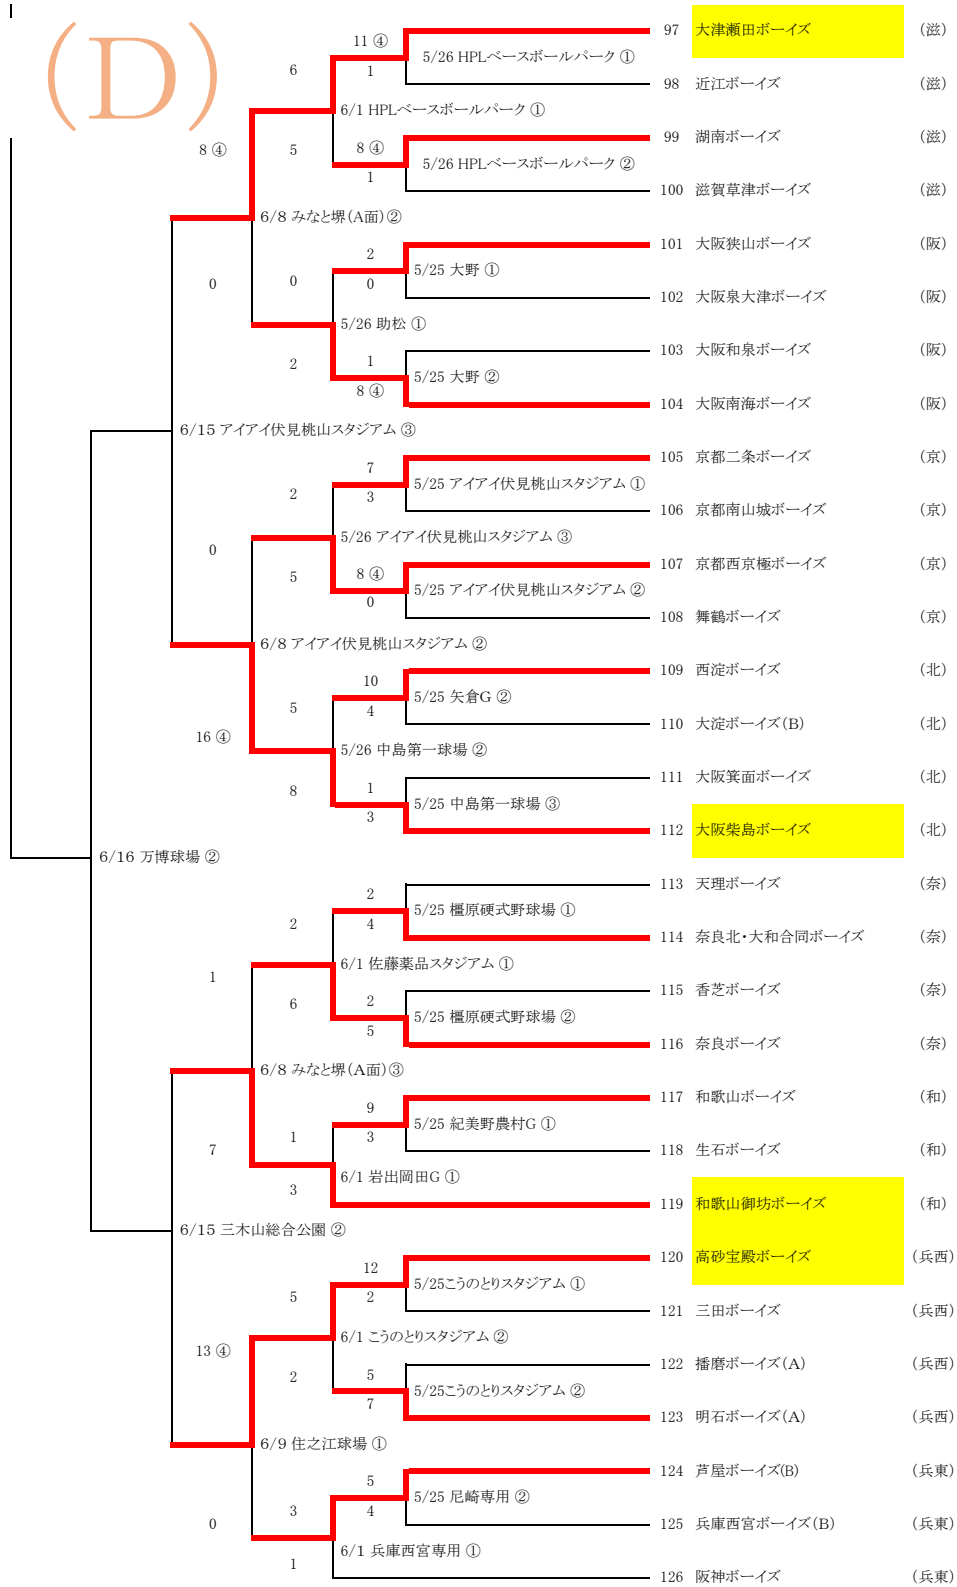 (D)
97 大津瀬田ボーイズ (滋)
11 ④
5/26 HPLベースボールパーク ①
6
1
98 近江ボーイズ (滋)
6/1 HPLベースボールパーク ①
99 湖南ボーイズ (滋)
8 ④
5
8 ④
5/26 HPLベースボールパーク ②
1
100 滋賀草津ボーイズ (滋)
6/8 みなと堺(A面)②
101 大阪狭山ボーイズ (阪)
2
5/25 大野 ①
0
0
0
102 大阪泉大津ボーイズ (阪)
5/26 助松 ①
103 大阪和泉ボーイズ (阪)
2
1
5/25 大野 ②
8 ④
104 大阪南海ボーイズ (阪)
6/15 アイアイ伏見桃山スタジアム ③
105 京都二条ボーイズ (京)
7
5/25 アイアイ伏見桃山スタジアム ①
2
3
106 京都南山城ボーイズ (京)
5/26 アイアイ伏見桃山スタジアム ③
0
107 京都西京極ボーイズ (京)
5
8 ④
5/25 アイアイ伏見桃山スタジアム ②
0
108 舞鶴ボーイズ (京)
6/8 アイアイ伏見桃山スタジアム ②
109 西淀ボーイズ (北)
10
5/25 矢倉G ②
5
4
110 大淀ボーイズ(B) (北)
16 ④
5/26 中島第一球場 ②
111 大阪箕面ボーイズ (北)
8
1
5/25 中島第一球場 ③
3
112 大阪柴島ボーイズ (北)
6/16 万博球場 ②
113 天理ボーイズ (奈)
2
5/25 橿原硬式野球場 ①
2
4
114 奈良北・大和合同ボーイズ (奈)
6/1 佐藤薬品スタジアム ①
1
115 香芝ボーイズ (奈)
6
2
5/25 橿原硬式野球場 ②
5
116 奈良ボーイズ (奈)
6/8 みなと堺(A面)③
117 和歌山ボーイズ (和)
9
5/25 紀美野農村G ①
1
3
7
118 生石ボーイズ (和)
6/1 岩出岡田G ①
3
119 和歌山御坊ボーイズ (和)
6/15 三木山総合公園 ②
120 高砂宝殿ボーイズ (兵西)
12
5/25こうのとりスタジアム ①
5
2
121 三田ボーイズ (兵西)
6/1 こうのとりスタジアム ②
13 ④
122 播磨ボーイズ(A) (兵西)
2
5
5/25こうのとりスタジアム ②
7
123 明石ボーイズ(A) (兵西)
6/9 住之江球場 ①
124 芦屋ボーイズ(B) (兵東)
5
5/25 尼崎専用 ②
3
4
0
125 兵庫西宮ボーイズ(B) (兵東)
6/1 兵庫西宮専用 ①
1
126 阪神ボーイズ (兵東)